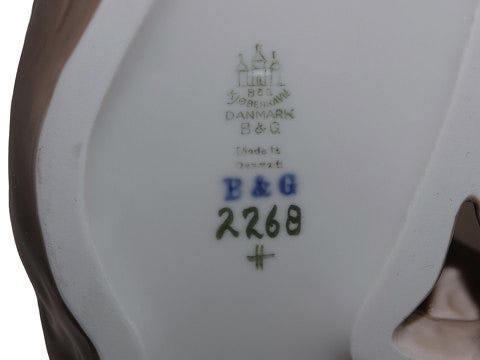 B&G
KJØBENHAVN
DANMARK
B&G
Made in
Denmark
B & G
2268
#